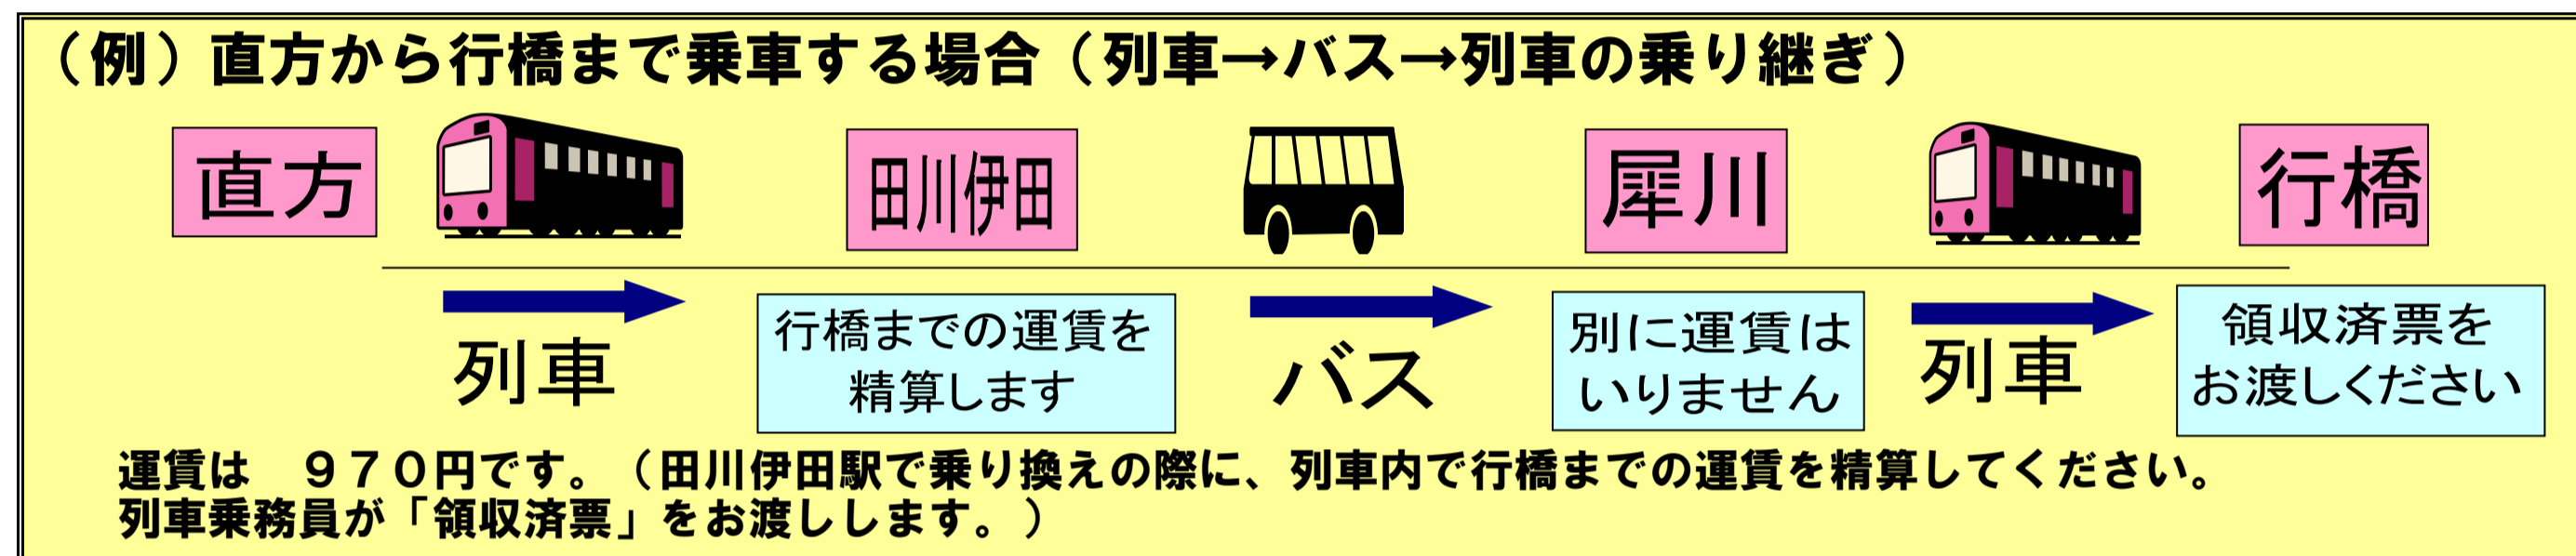 （例）直方から行橋まで乗車する場合（列車→バス→列車の乗り継ぎ）
直方
田川伊田
犀川
行橋
列車
行橋までの運賃を
精算します
バス
別に運賃は
いりません
列車
領収済票を
お渡しください
運賃は　９７０円です。（田川伊田駅で乗り換えの際に、列車内で行橋までの運賃を精算してください。
列車乗務員が「領収済票」をお渡しします。）